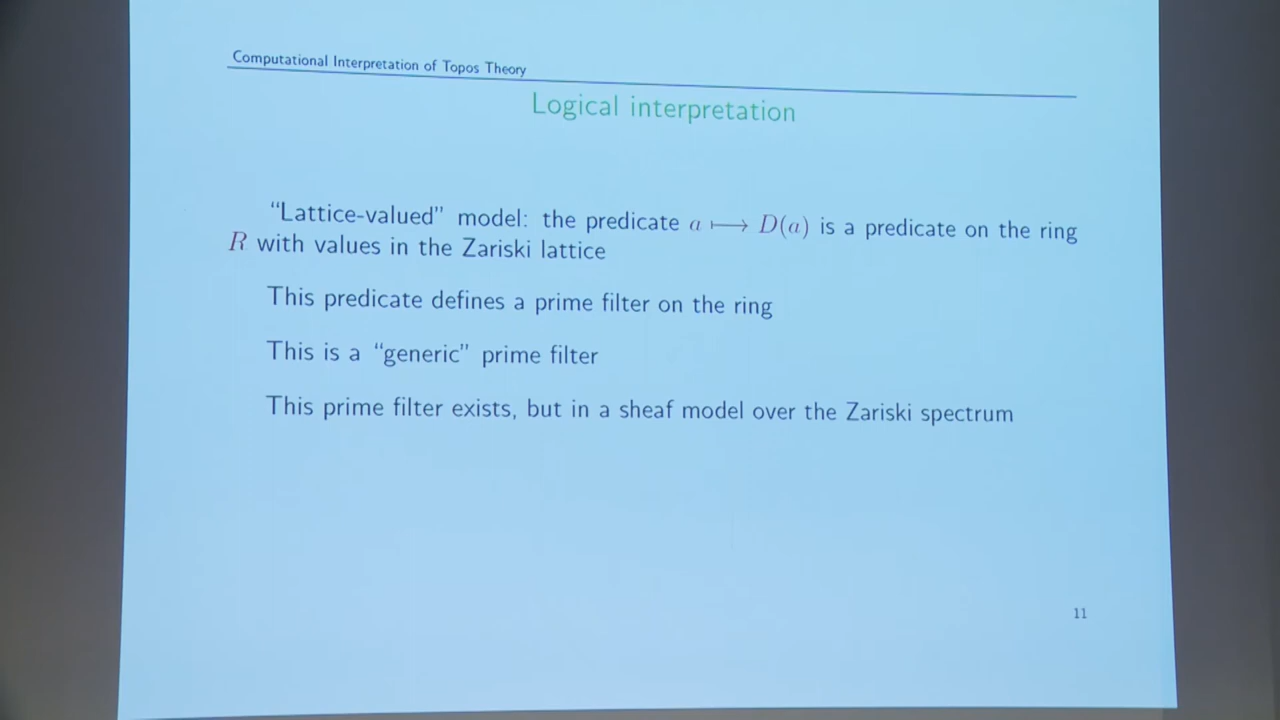 Computational Interpretation of Topos Theory
Logical interpretation
“Lattice-valued” model: the predicate a ⟼ D(a) is a predicate on the ring
R with values in the Zariski lattice
This predicate defines a prime filter on the ring
This is a “generic” prime filter
This prime filter exists, but in a sheaf model over the Zariski spectrum
11